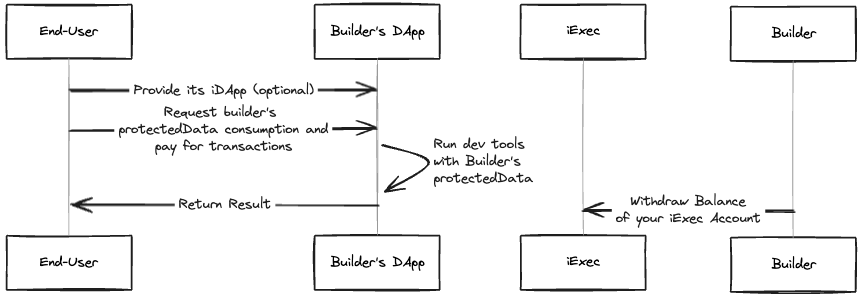 End-User
Builder's DApp
iExec
Builder
Provide its iDApp (optional)
Request builder's
protectedData consumption and
pay for transactions
Run dev tools
with Builder's
protectedData
Return Result
Withdraw Balance
of your iExec Account
End-User
Builder's DApp
iExec
Builder